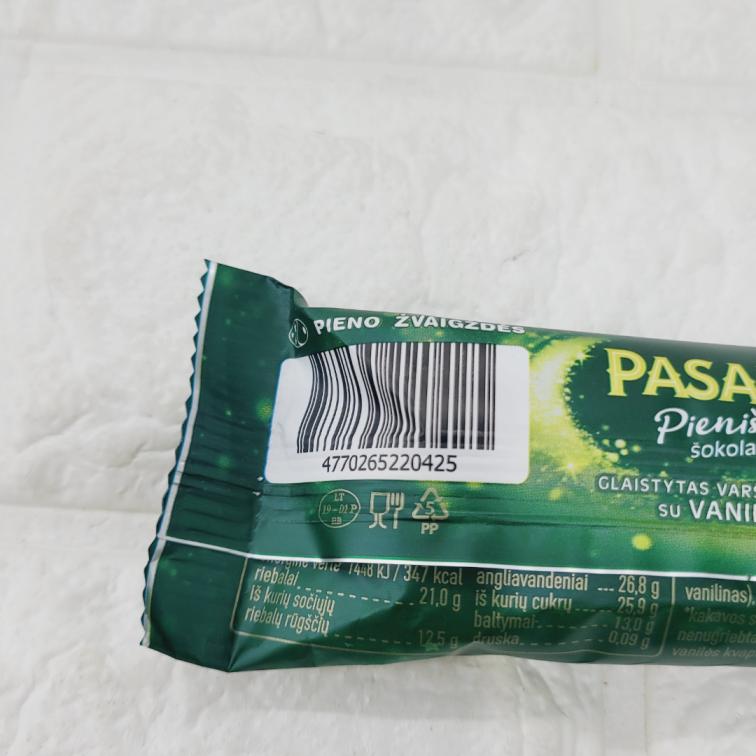 PIENO ŽVAIGŽDĖS
PASA
Pieniš
šokola
GLAISTYTAS VARŠ
SU VANI
4770265220425
LT
19-01 P
EB
5
PP
vertė 1448 kJ / 347 kcal
riebalai 21,0 g
iš kurių sočiųjų
riebalų rūgščių 12,5 g
angliavandeniai --- 26,8 g
iš kurių cukrų 25,9 g
baltymai 13,0 g
druska 0,09 g
vanilinas),
*kakavos s
nenugriebta
vanilės kvap